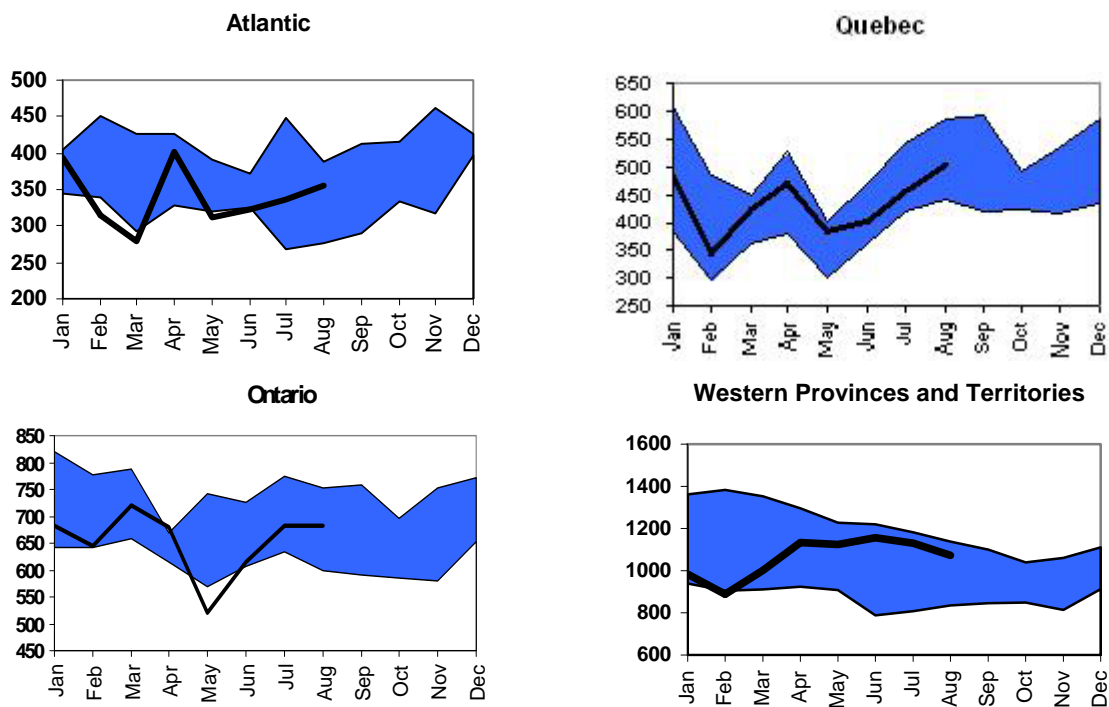 Atlantic
500
450
400
350
300
250
200
Jan
Feb
Mar
Apr
May
Jun
Jul
Aug
Sep
Oct
Nov
Dec
Quebec
650
600
550
500
450
400
350
300
250
Jan
Feb
Mar
Apr
May
Jun
Jul
Aug
Sep
Oct
Nov
Dec
Ontario
850
800
750
700
650
600
550
500
450
Jan
Feb
Mar
Apr
May
Jun
Jul
Aug
Sep
Oct
Nov
Dec
Western Provinces and Territories
1600
1400
1200
1000
800
600
Jan
Feb
Mar
Apr
May
Jun
Jul
Aug
Sep
Oct
Nov
Dec